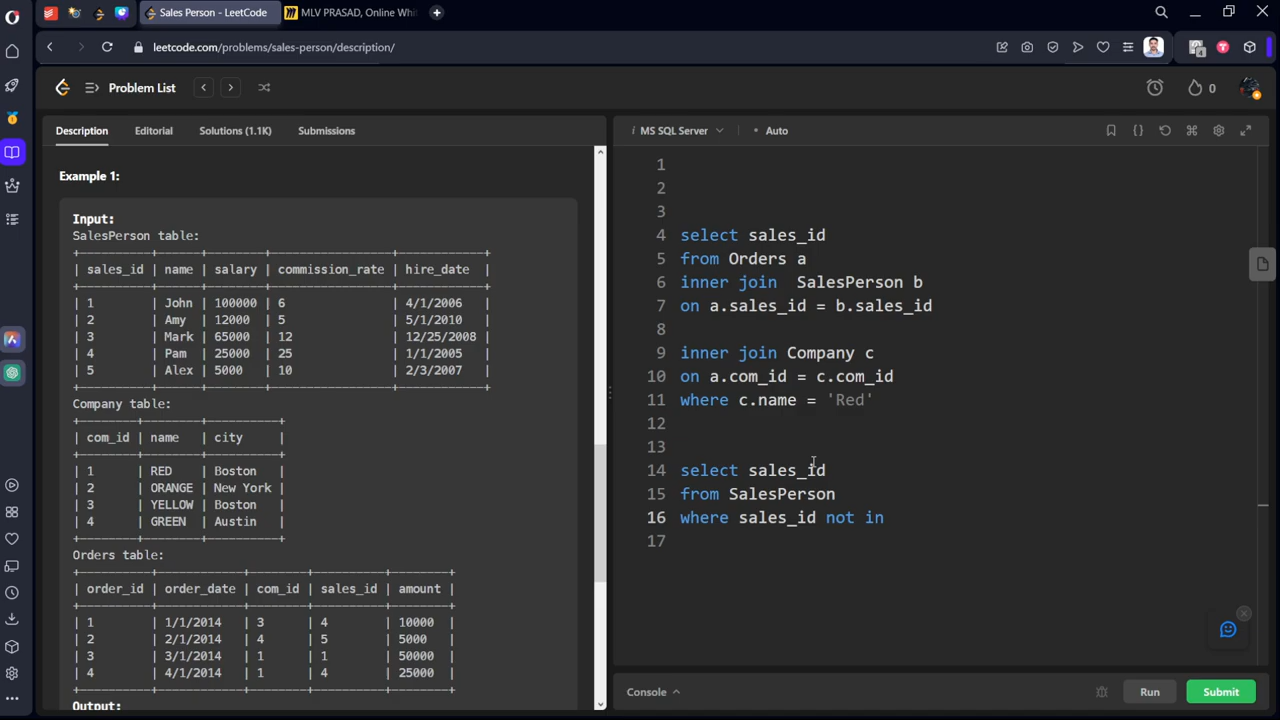 Sales Person - LeetCode
MLV PRASAD, Online Whit
leetcode.com/problems/sales-person/description/
4
Problem List
0
Description
Editorial
Solutions (1.1K)
Submissions
Example 1:
Input:
SalesPerson table:
+----------+------+--------+-----------------+------------+
| sales_id | name | salary | commission_rate | hire_date |
+----------+------+--------+-----------------+------------+
| 1 | John | 100000 | 6 | 4/1/2006 |
| 2 | Amy | 12000 | 5 | 5/1/2010 |
| 3 | Mark | 65000 | 12 | 12/25/2008 |
| 4 | Pam | 25000 | 25 | 1/1/2005 |
| 5 | Alex | 5000 | 10 | 2/3/2007 |
+----------+------+--------+-----------------+------------+
Company table:
+--------+--------+----------+
| com_id | name | city |
+--------+--------+----------+
| 1 | RED | Boston |
| 2 | ORANGE | New York |
| 3 | YELLOW | Boston |
| 4 | GREEN | Austin |
+--------+--------+----------+
Orders table:
+----------+------------+--------+----------+--------+
| order_id | order_date | com_id | sales_id | amount |
+----------+------------+--------+----------+--------+
| 1 | 1/1/2014 | 3 | 4 | 10000 |
| 2 | 2/1/2014 | 4 | 5 | 5000 |
| 3 | 3/1/2014 | 1 | 1 | 50000 |
| 4 | 4/1/2014 | 1 | 4 | 25000 |
+----------+------------+--------+----------+--------+
Output:
MS SQL Server
Auto
1
2
3
4 select sales_id
5 from Orders a
6 inner join SalesPerson b
7 on a.sales_id = b.sales_id
8
9 inner join Company c
10 on a.com_id = c.com_id
11 where c.name = 'Red'
12
13
14 select sales_id
15 from SalesPerson
16 where sales_id not in
17
Console
Run
Submit